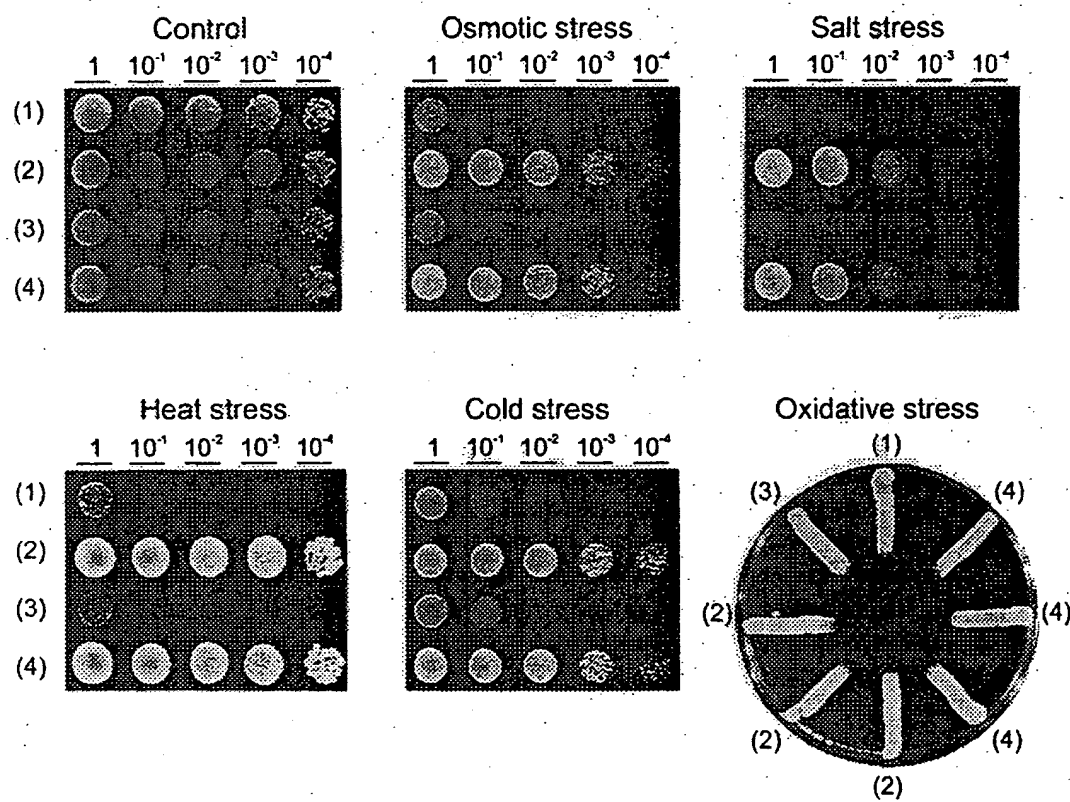 Control
1 10⁻¹ 10⁻² 10⁻³ 10⁻⁴
(1)
(2)
(3)
(4)
Osmotic stress
1 10⁻¹ 10⁻² 10⁻³ 10⁻⁴
Salt stress
1 10⁻¹ 10⁻² 10⁻³ 10⁻⁴
Heat stress
1 10⁻¹ 10⁻² 10⁻³ 10⁻⁴
(1)
(2)
(3)
(4)
Cold stress
1 10⁻¹ 10⁻² 10⁻³ 10⁻⁴
Oxidative stress
(1)
(3)
(4)
(2)
(4)
(2)
(4)
(2)